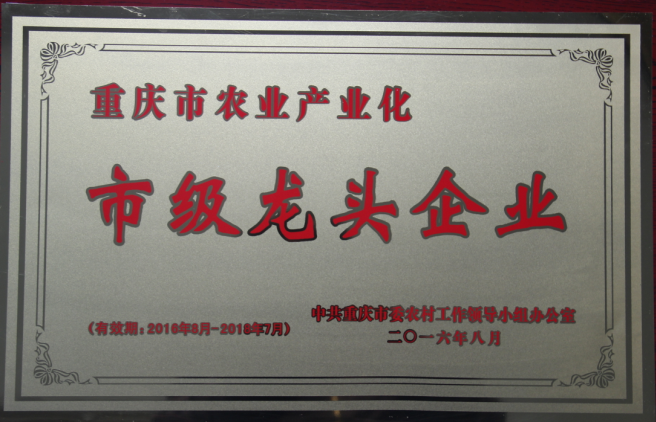 重庆市农业产业化
市级龙头企业
(有效期:2016年8月-2018年7月)
中共重庆市委农村工作领导小组办公室
二〇一六年八月